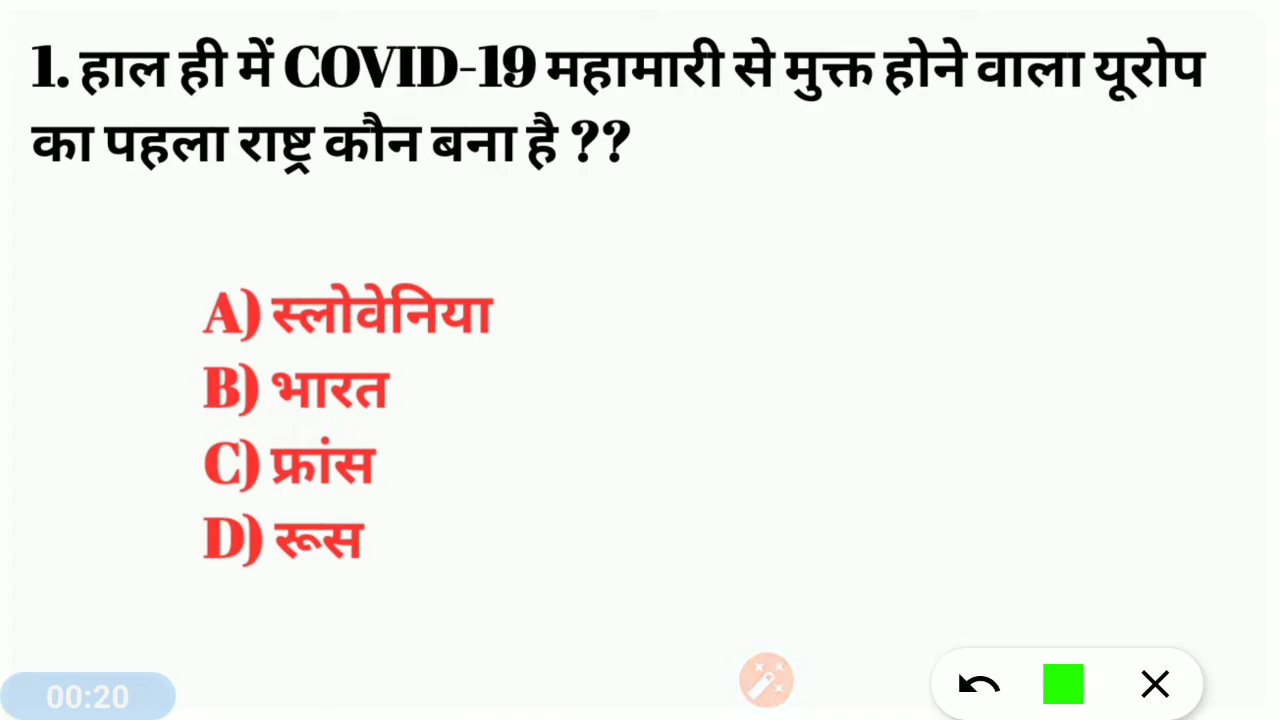 1. हाल ही में COVID-19 महामारी से मुक्त होने वाला यूरोप
का पहला राष्ट्र कौन बना है ??
A) स्लोवेनिया
B) भारत
C) फ्रांस
D) रूस
00:20